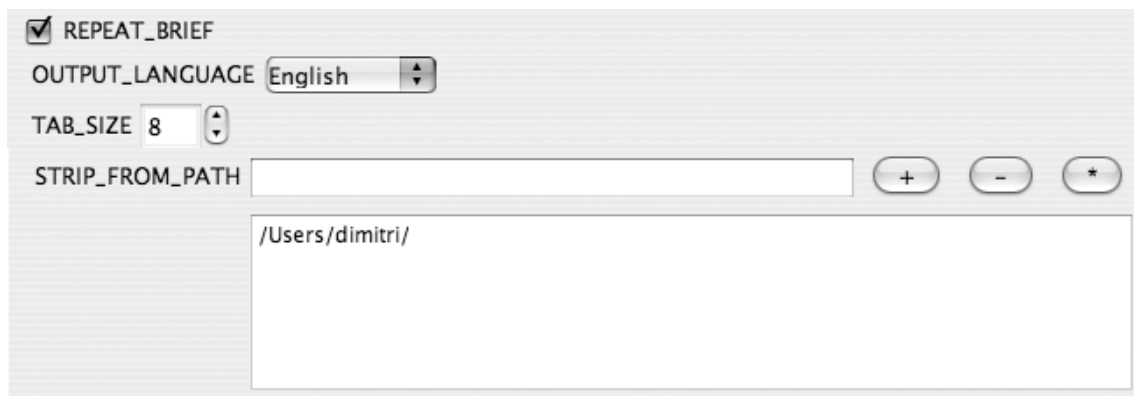 REPEAT_BRIEF
OUTPUT_LANGUAGE English
TAB_SIZE 8
STRIP_FROM_PATH + - *
/Users/dimitri/